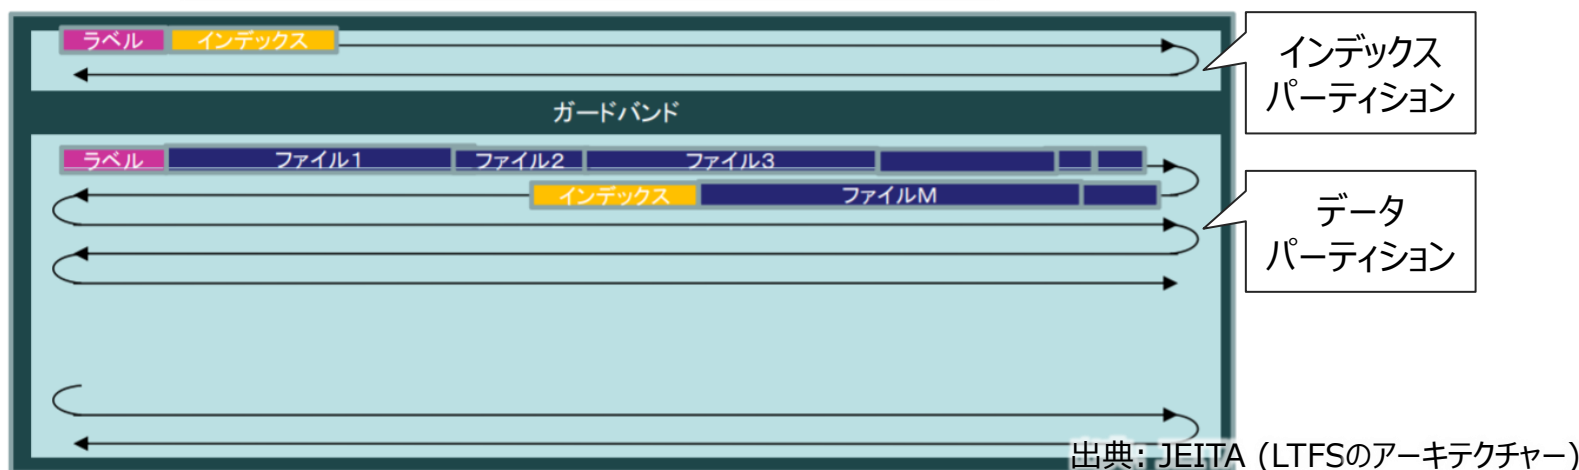 ラベル インデックス
インデックス
パーティション
ガードバンド
ラベル ファイル1 ファイル2 ファイル3
インデックス ファイルM
データ
パーティション
出典: JEITA (LTFSのアーキテクチャー)